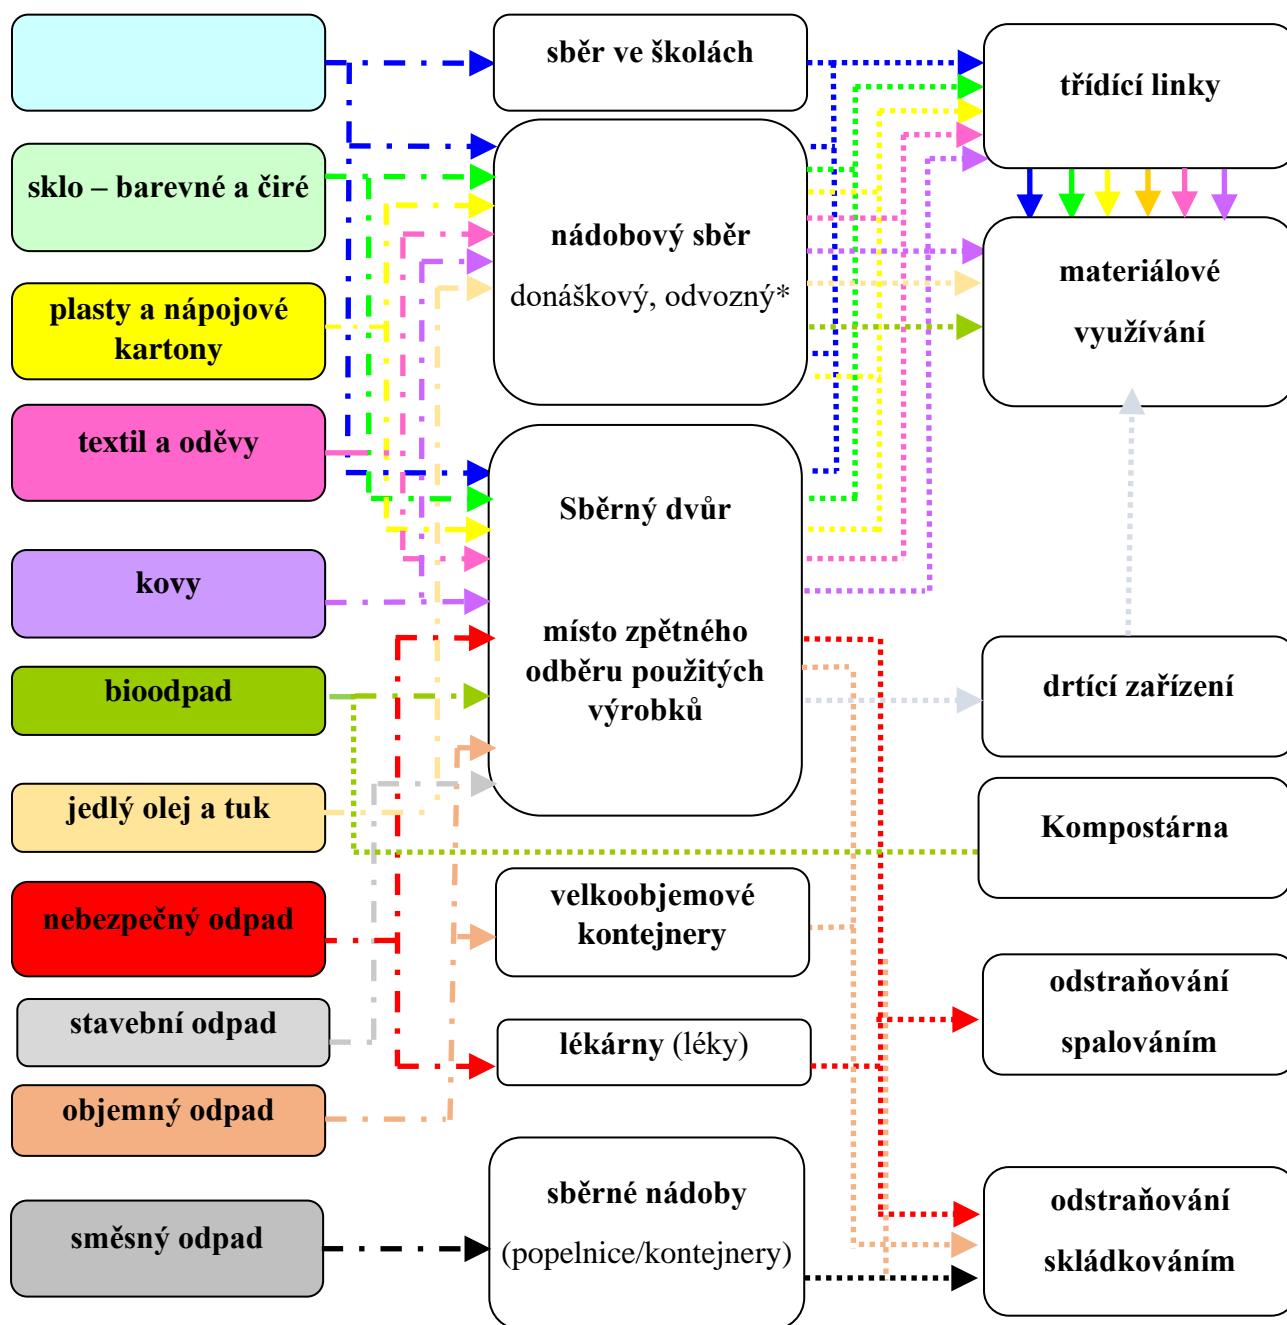 sběr ve školách
třídící linky
sklo – barevné a čiré
nádobový sběr
donáškový, odvozný*
materiálové
využívání
plasty a nápojové
kartony
textil a oděvy
Sběrný dvůr
místo zpětného
odběru použitých
výrobků
kovy
drtící zařízení
bioodpad
jedlý olej a tuk
Kompostárna
nebezpečný odpad
velkoobjemové
kontejnery
odstraňování
spalováním
stavební odpad
lékárny (léky)
objemný odpad
sběrné nádoby
(popelnice/kontejnery)
odstraňování
skládkováním
směsný odpad